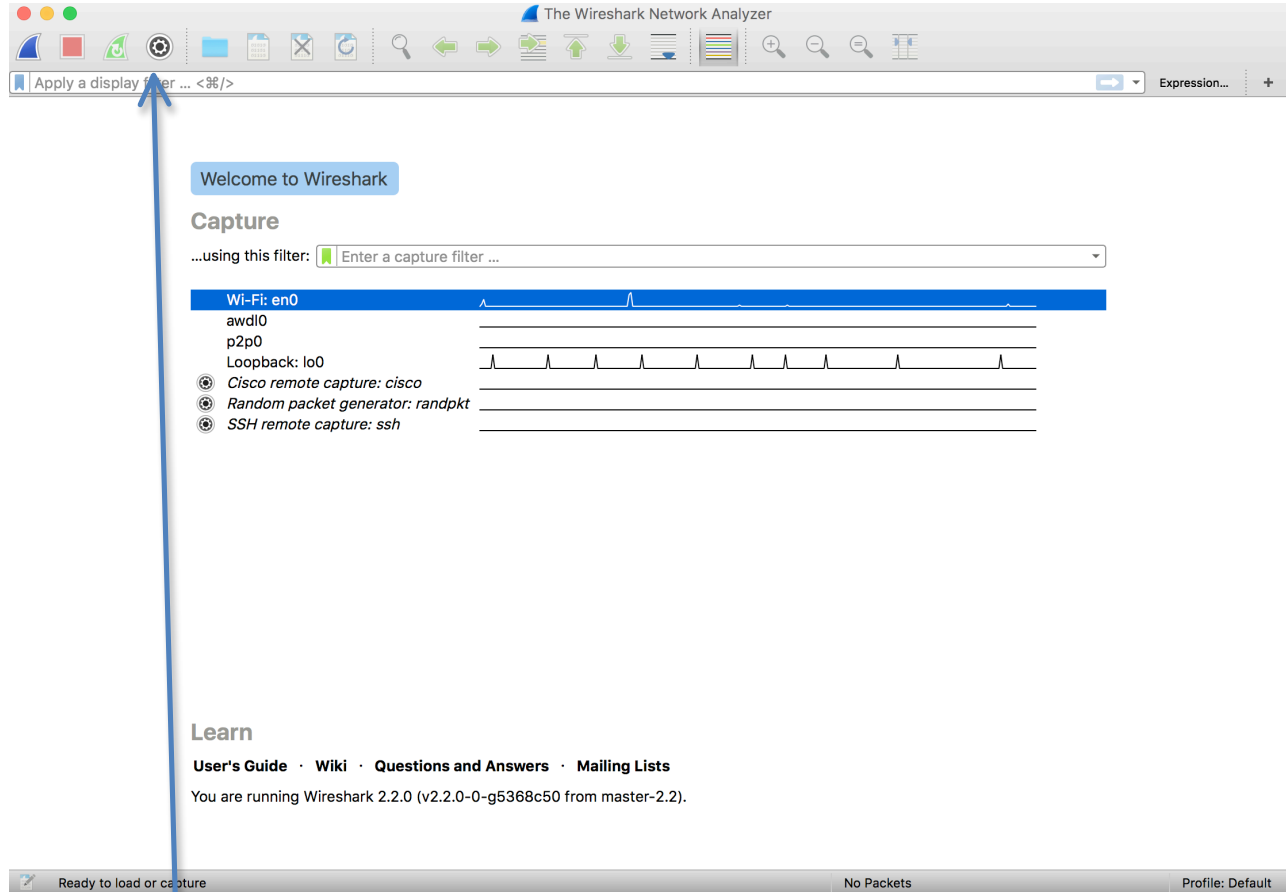 The Wireshark Network Analyzer
Apply a display filter ... <⌘/>
Expression... +
Welcome to Wireshark
Capture
...using this filter: Enter a capture filter ...
Wi-Fi: en0
awdl0
p2p0
Loopback: lo0
Cisco remote capture: cisco
Random packet generator: randpkt
SSH remote capture: ssh
Learn
User's Guide · Wiki · Questions and Answers · Mailing Lists
You are running Wireshark 2.2.0 (v2.2.0-0-g5368c50 from master-2.2).
Ready to load or capture No Packets Profile: Default